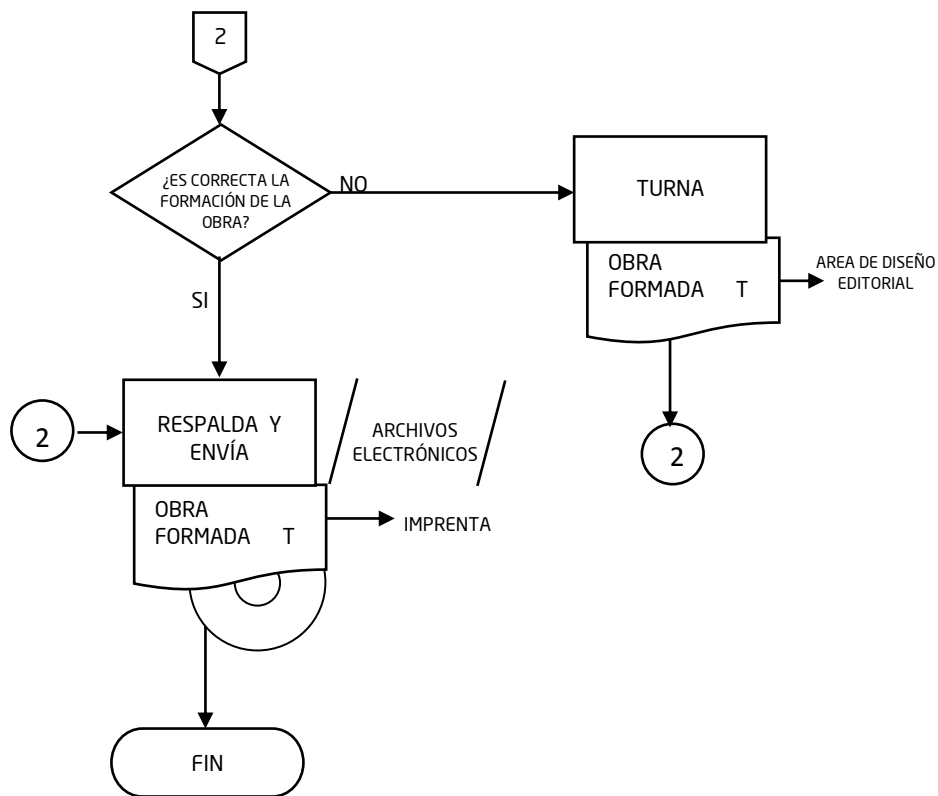 2
¿ES CORRECTA LA
FORMACIÓN DE LA
OBRA?
NO
TURNA
OBRA
FORMADA T
AREA DE DISEÑO
EDITORIAL
SI
2
RESPALDA Y
ENVÍA
ARCHIVOS
ELECTRÓNICOS
2
OBRA
FORMADA T
IMPRENTA
FIN